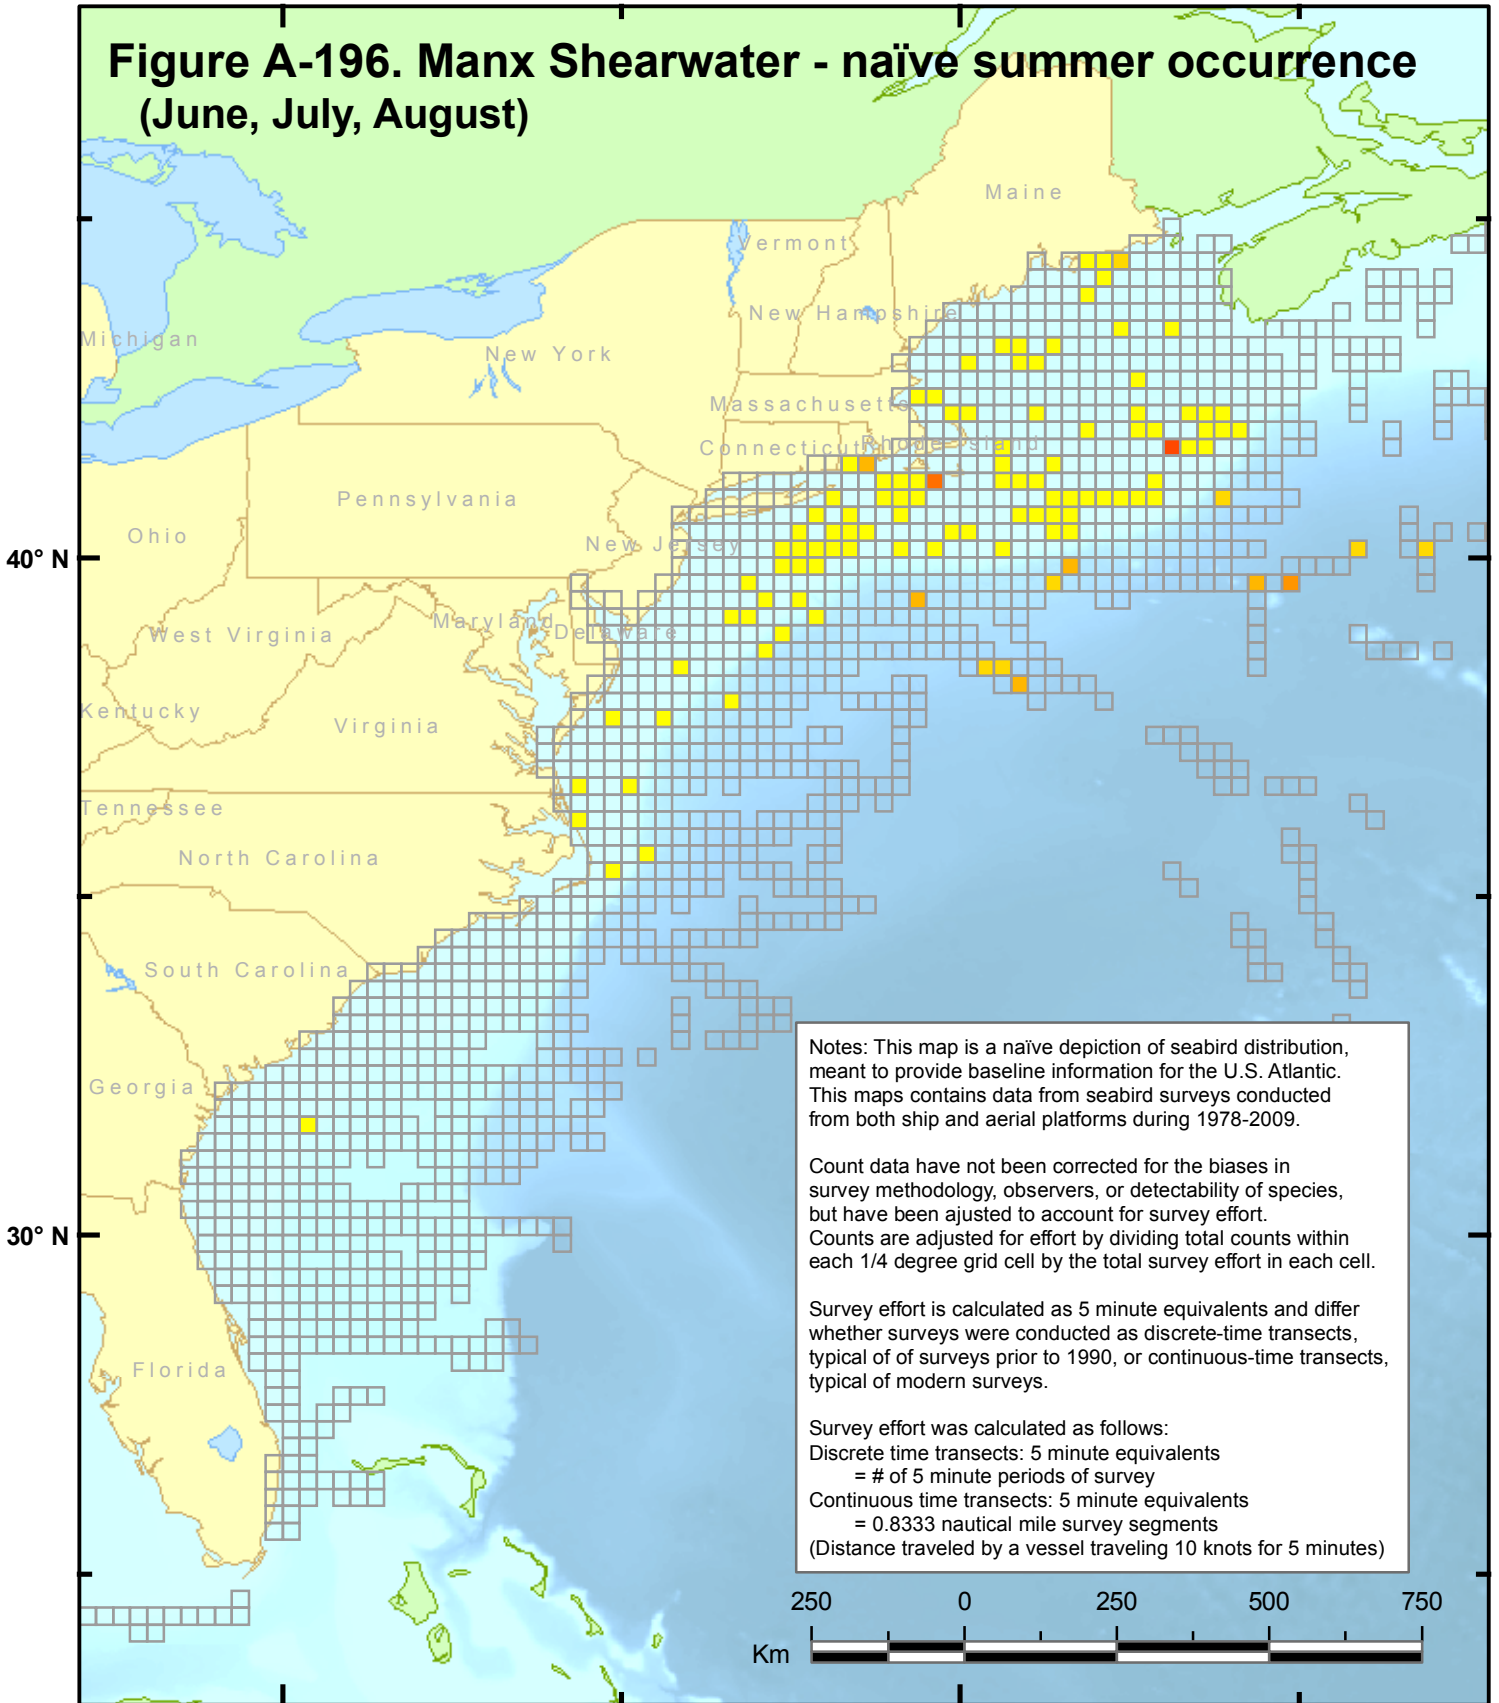 Figure A-196. Manx Shearwater - naïve summer occurrence
(June, July, August)
Maine
Vermont
New Hampshire
Michigan
New York
Massachusetts
Connecticut
Rhode Island
Pennsylvania
Ohio
New Jersey
40° N
Maryland
Delaware
West Virginia
Kentucky
Virginia
Tennessee
North Carolina
South Carolina
Georgia
30° N
Florida
Notes: This map is a naïve depiction of seabird distribution,
meant to provide baseline information for the U.S. Atlantic.
This maps contains data from seabird surveys conducted
from both ship and aerial platforms during 1978-2009.
Count data have not been corrected for the biases in
survey methodology, observers, or detectability of species,
but have been ajusted to account for survey effort.
Counts are adjusted for effort by dividing total counts within
each 1/4 degree grid cell by the total survey effort in each cell.
Survey effort is calculated as 5 minute equivalents and differ
whether surveys were conducted as discrete-time transects,
typical of of surveys prior to 1990, or continuous-time transects,
typical of modern surveys.
Survey effort was calculated as follows:
Discrete time transects: 5 minute equivalents
= # of 5 minute periods of survey
Continuous time transects: 5 minute equivalents
= 0.8333 nautical mile survey segments
(Distance traveled by a vessel traveling 10 knots for 5 minutes)
250 0 250 500 750
Km